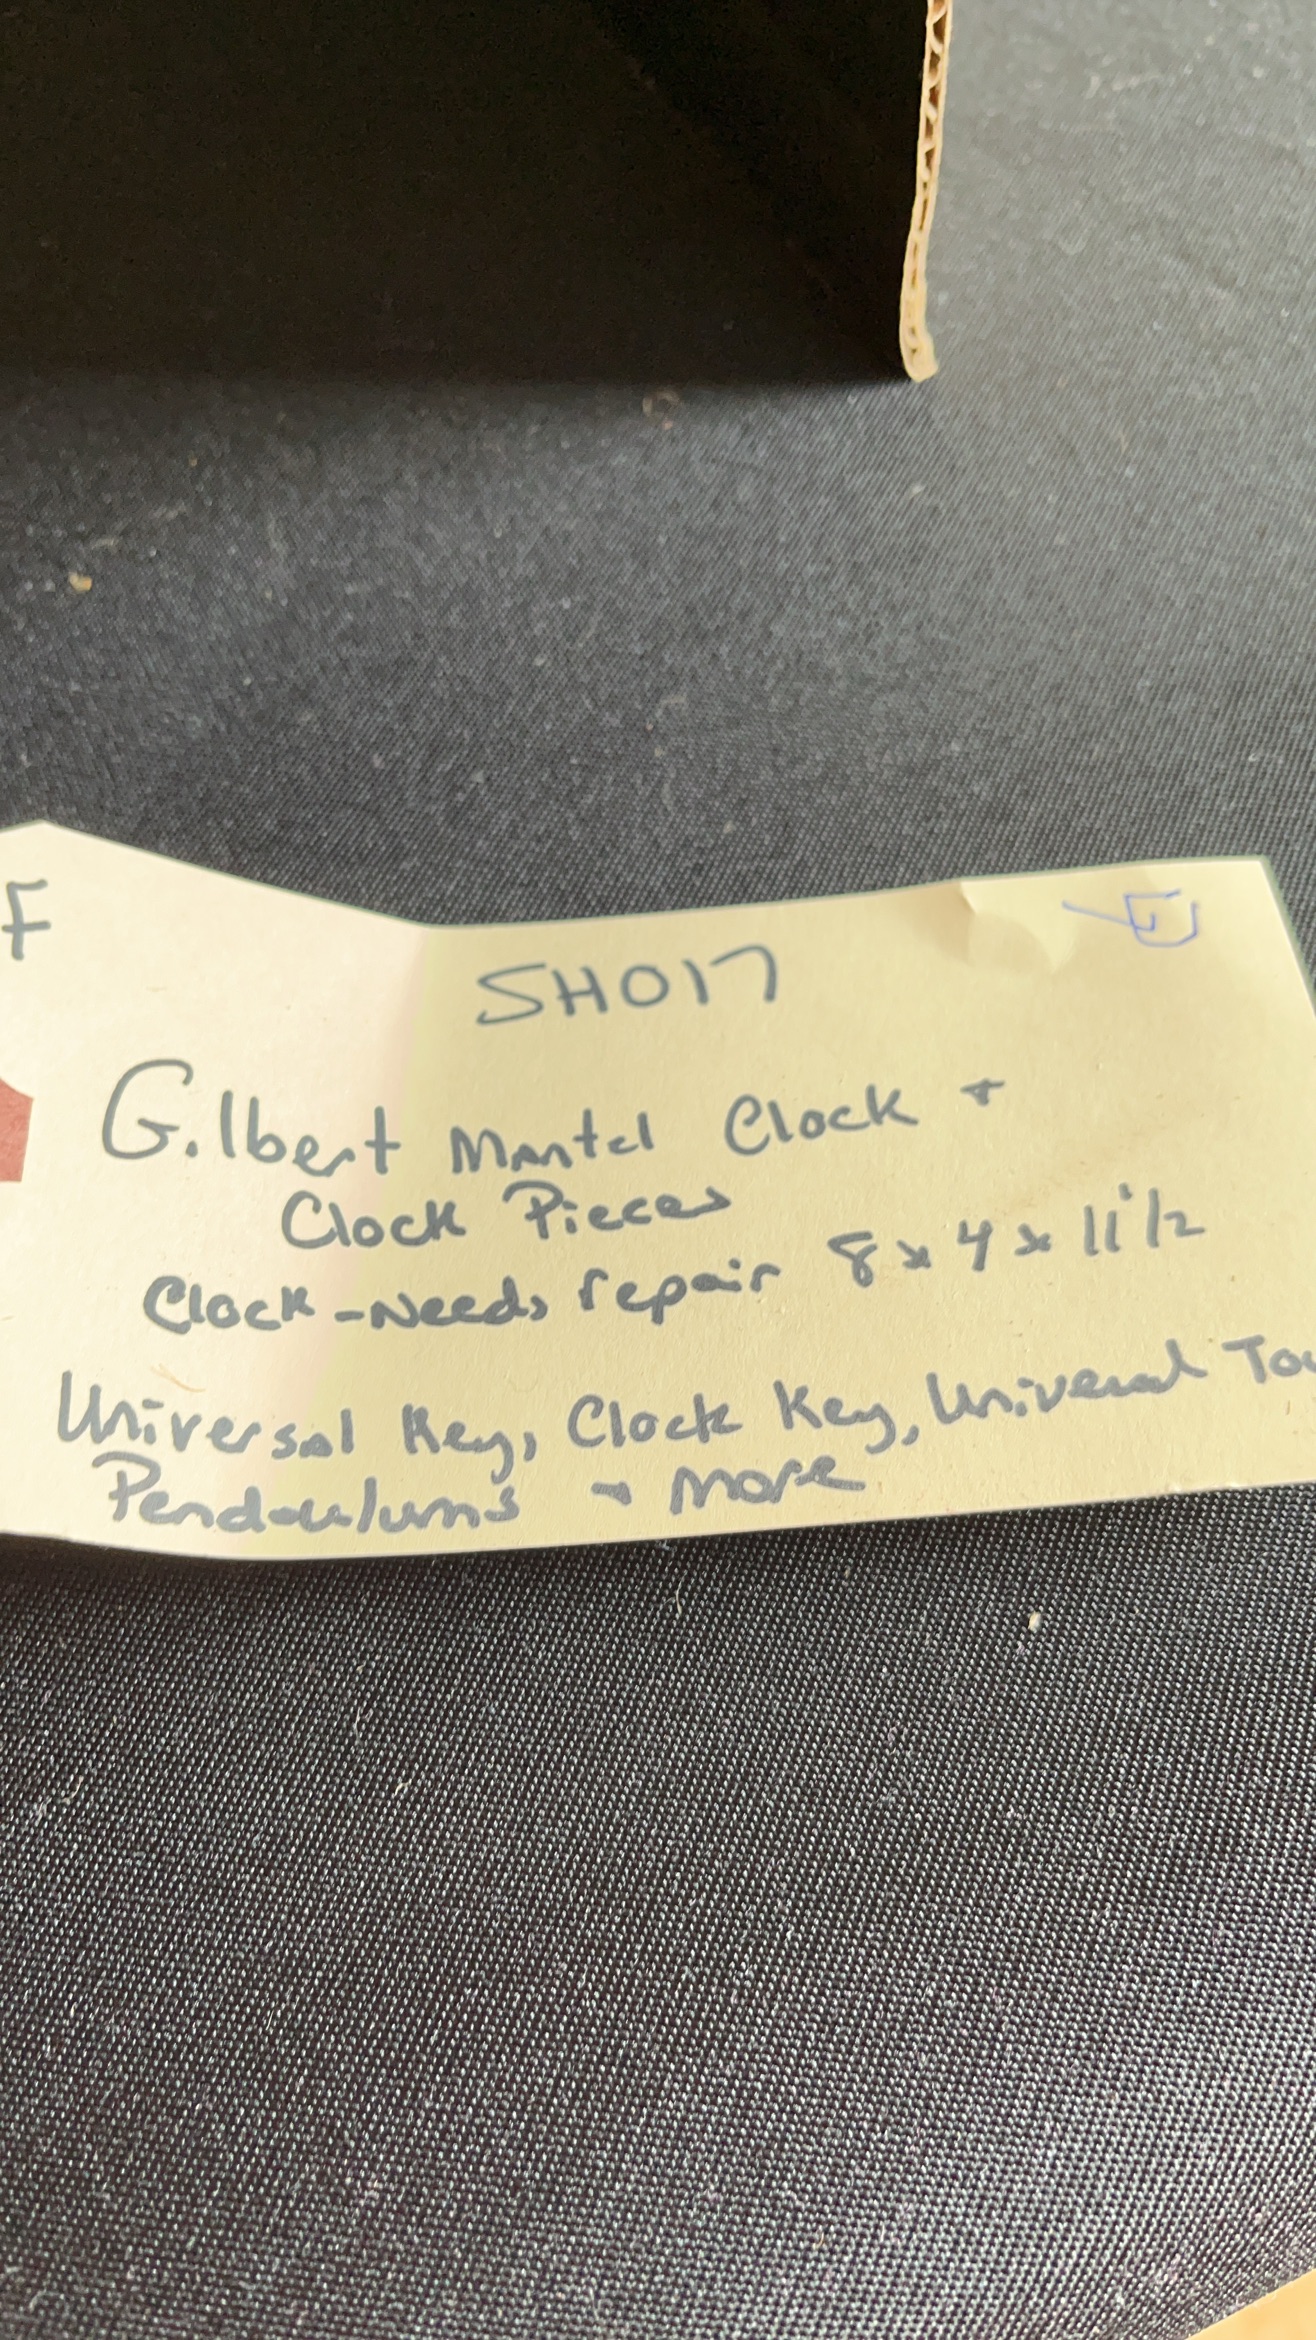 F
SH017
Gilbert Mantel Clock +
Clock Pieces
Clock - Needs repair 8 x 4 x 11 1/2
Universal Key, Clock Key, Universal
Pendulums + more